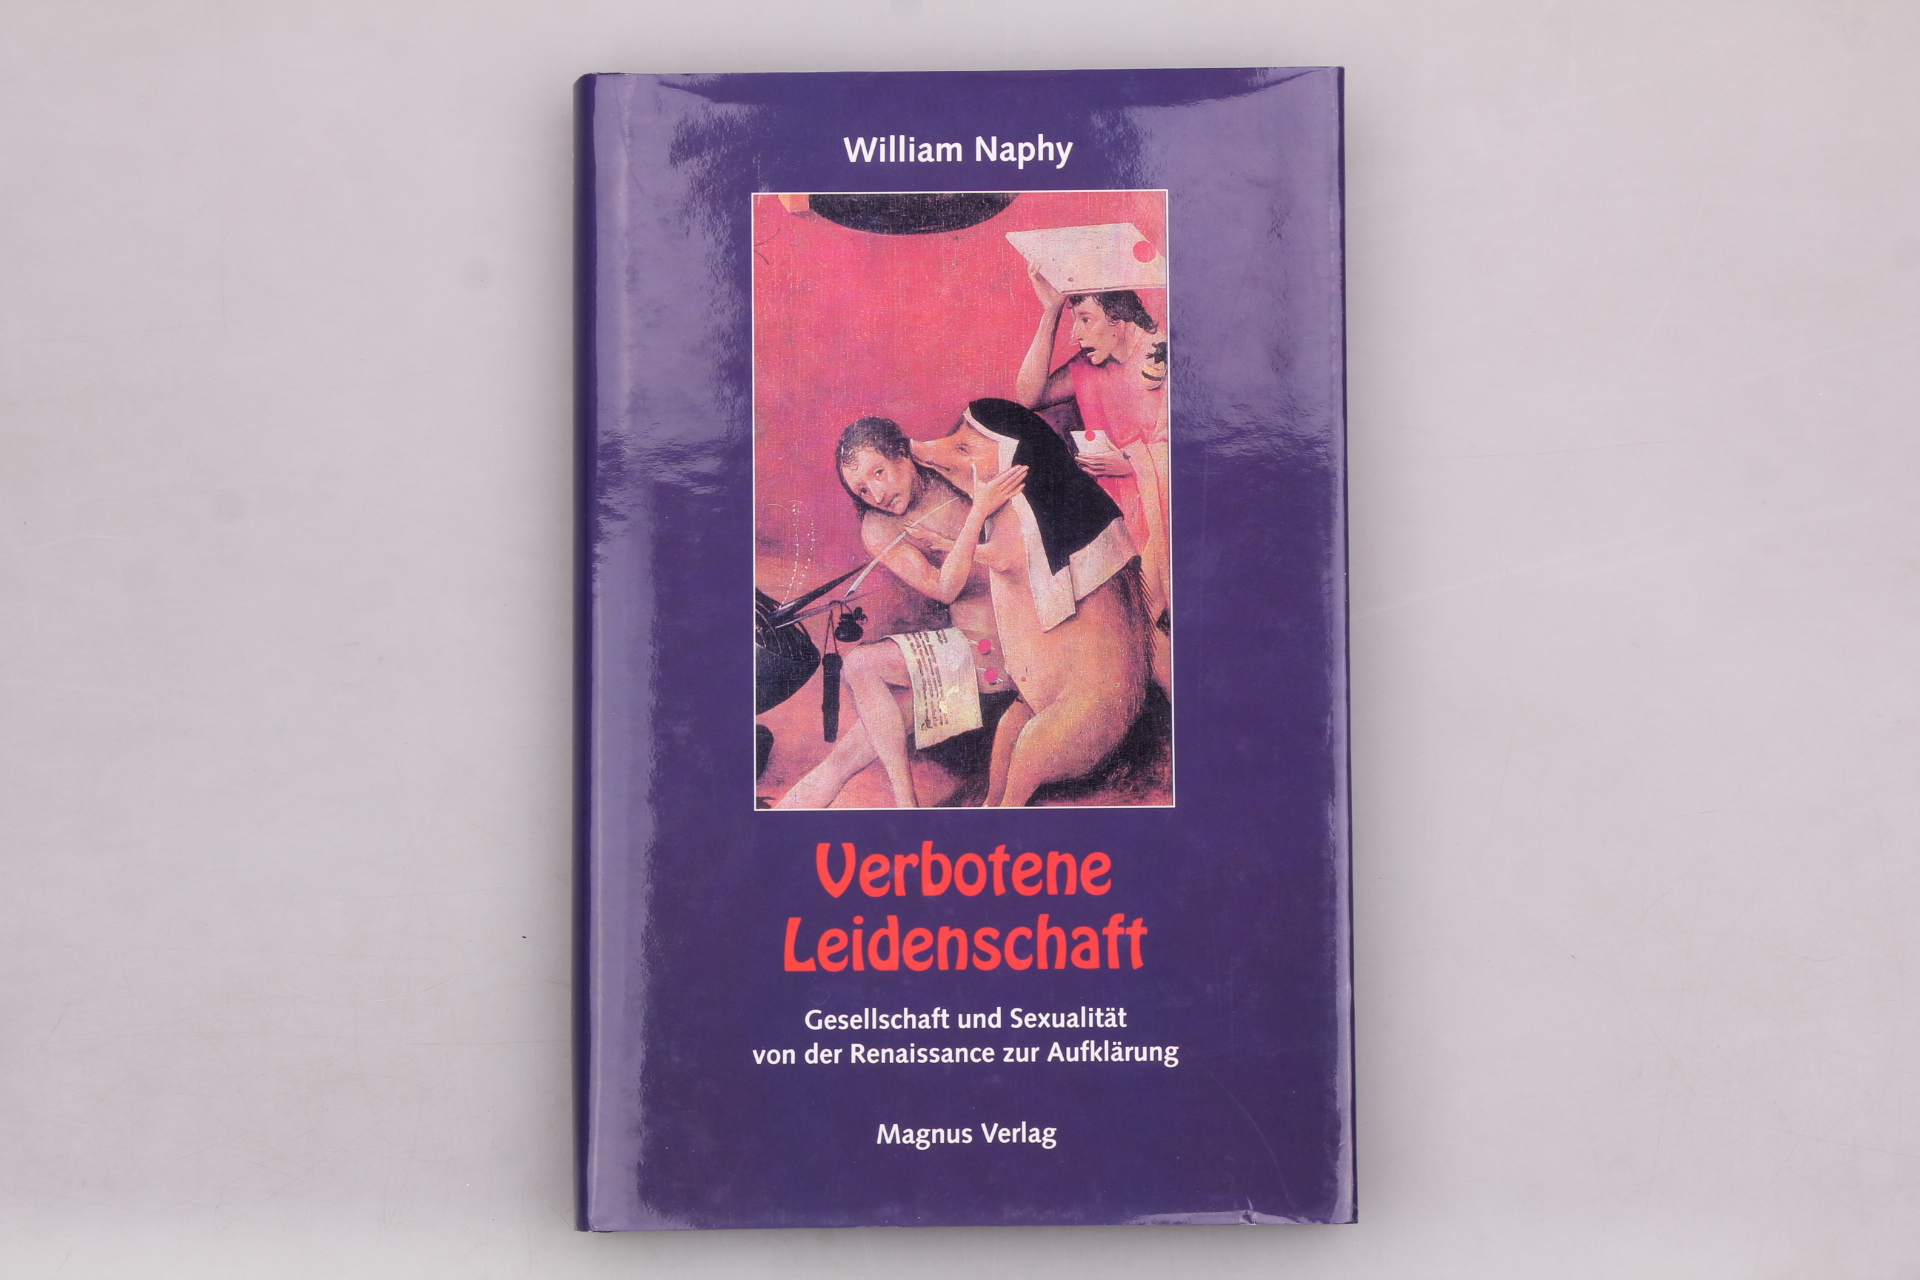 William Naphy
Verbotene
Leidenschaft
Gesellschaft und Sexualität
von der Renaissance zur Aufklärung
Magnus Verlag